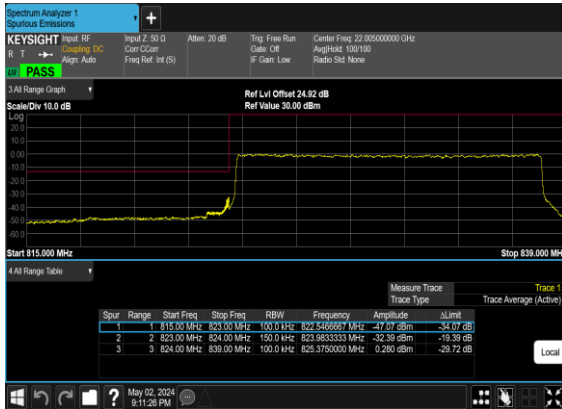 Spectrum Analyzer 1
Spurious Emissions
+
KEYSIGHT Input: RF Input Z: 50 Ω Atten: 20 dB Trig: Free Run Center Freq: 22.005000000 GHz
R T Coupling: DC Corr CCorr Gate: Off Avg|Hold: 100/100
Align: Auto Freq Ref: Int (S) IF Gain: Low Radio Std: None
LXI PASS
3 All Range Graph
Ref Lvl Offset 24.92 dB
Scale/Div 10.0 dB Ref Value 30.00 dBm
Log
20.0
10.0
0.00
-10.0
-20.0
-30.0
-40.0
-50.0
-60.0
Start 815.000 MHz Stop 839.000 MHz
4 All Range Table
Measure Trace Trace 1
Trace Type Trace Average (Active)
Spur Range Start Freq Stop Freq RBW Frequency Amplitude ΔLimit
1 1 815.00 MHz 823.00 MHz 100.0 kHz 822.5466667 MHz -47.07 dBm -34.07 dB
2 2 823.00 MHz 824.00 MHz 150.0 kHz 823.9833333 MHz -32.39 dBm -19.39 dB
3 3 824.00 MHz 839.00 MHz 100.0 kHz 825.3750000 MHz 0.280 dBm -29.72 dB
Local
? May 02, 2024
9:11:26 PM